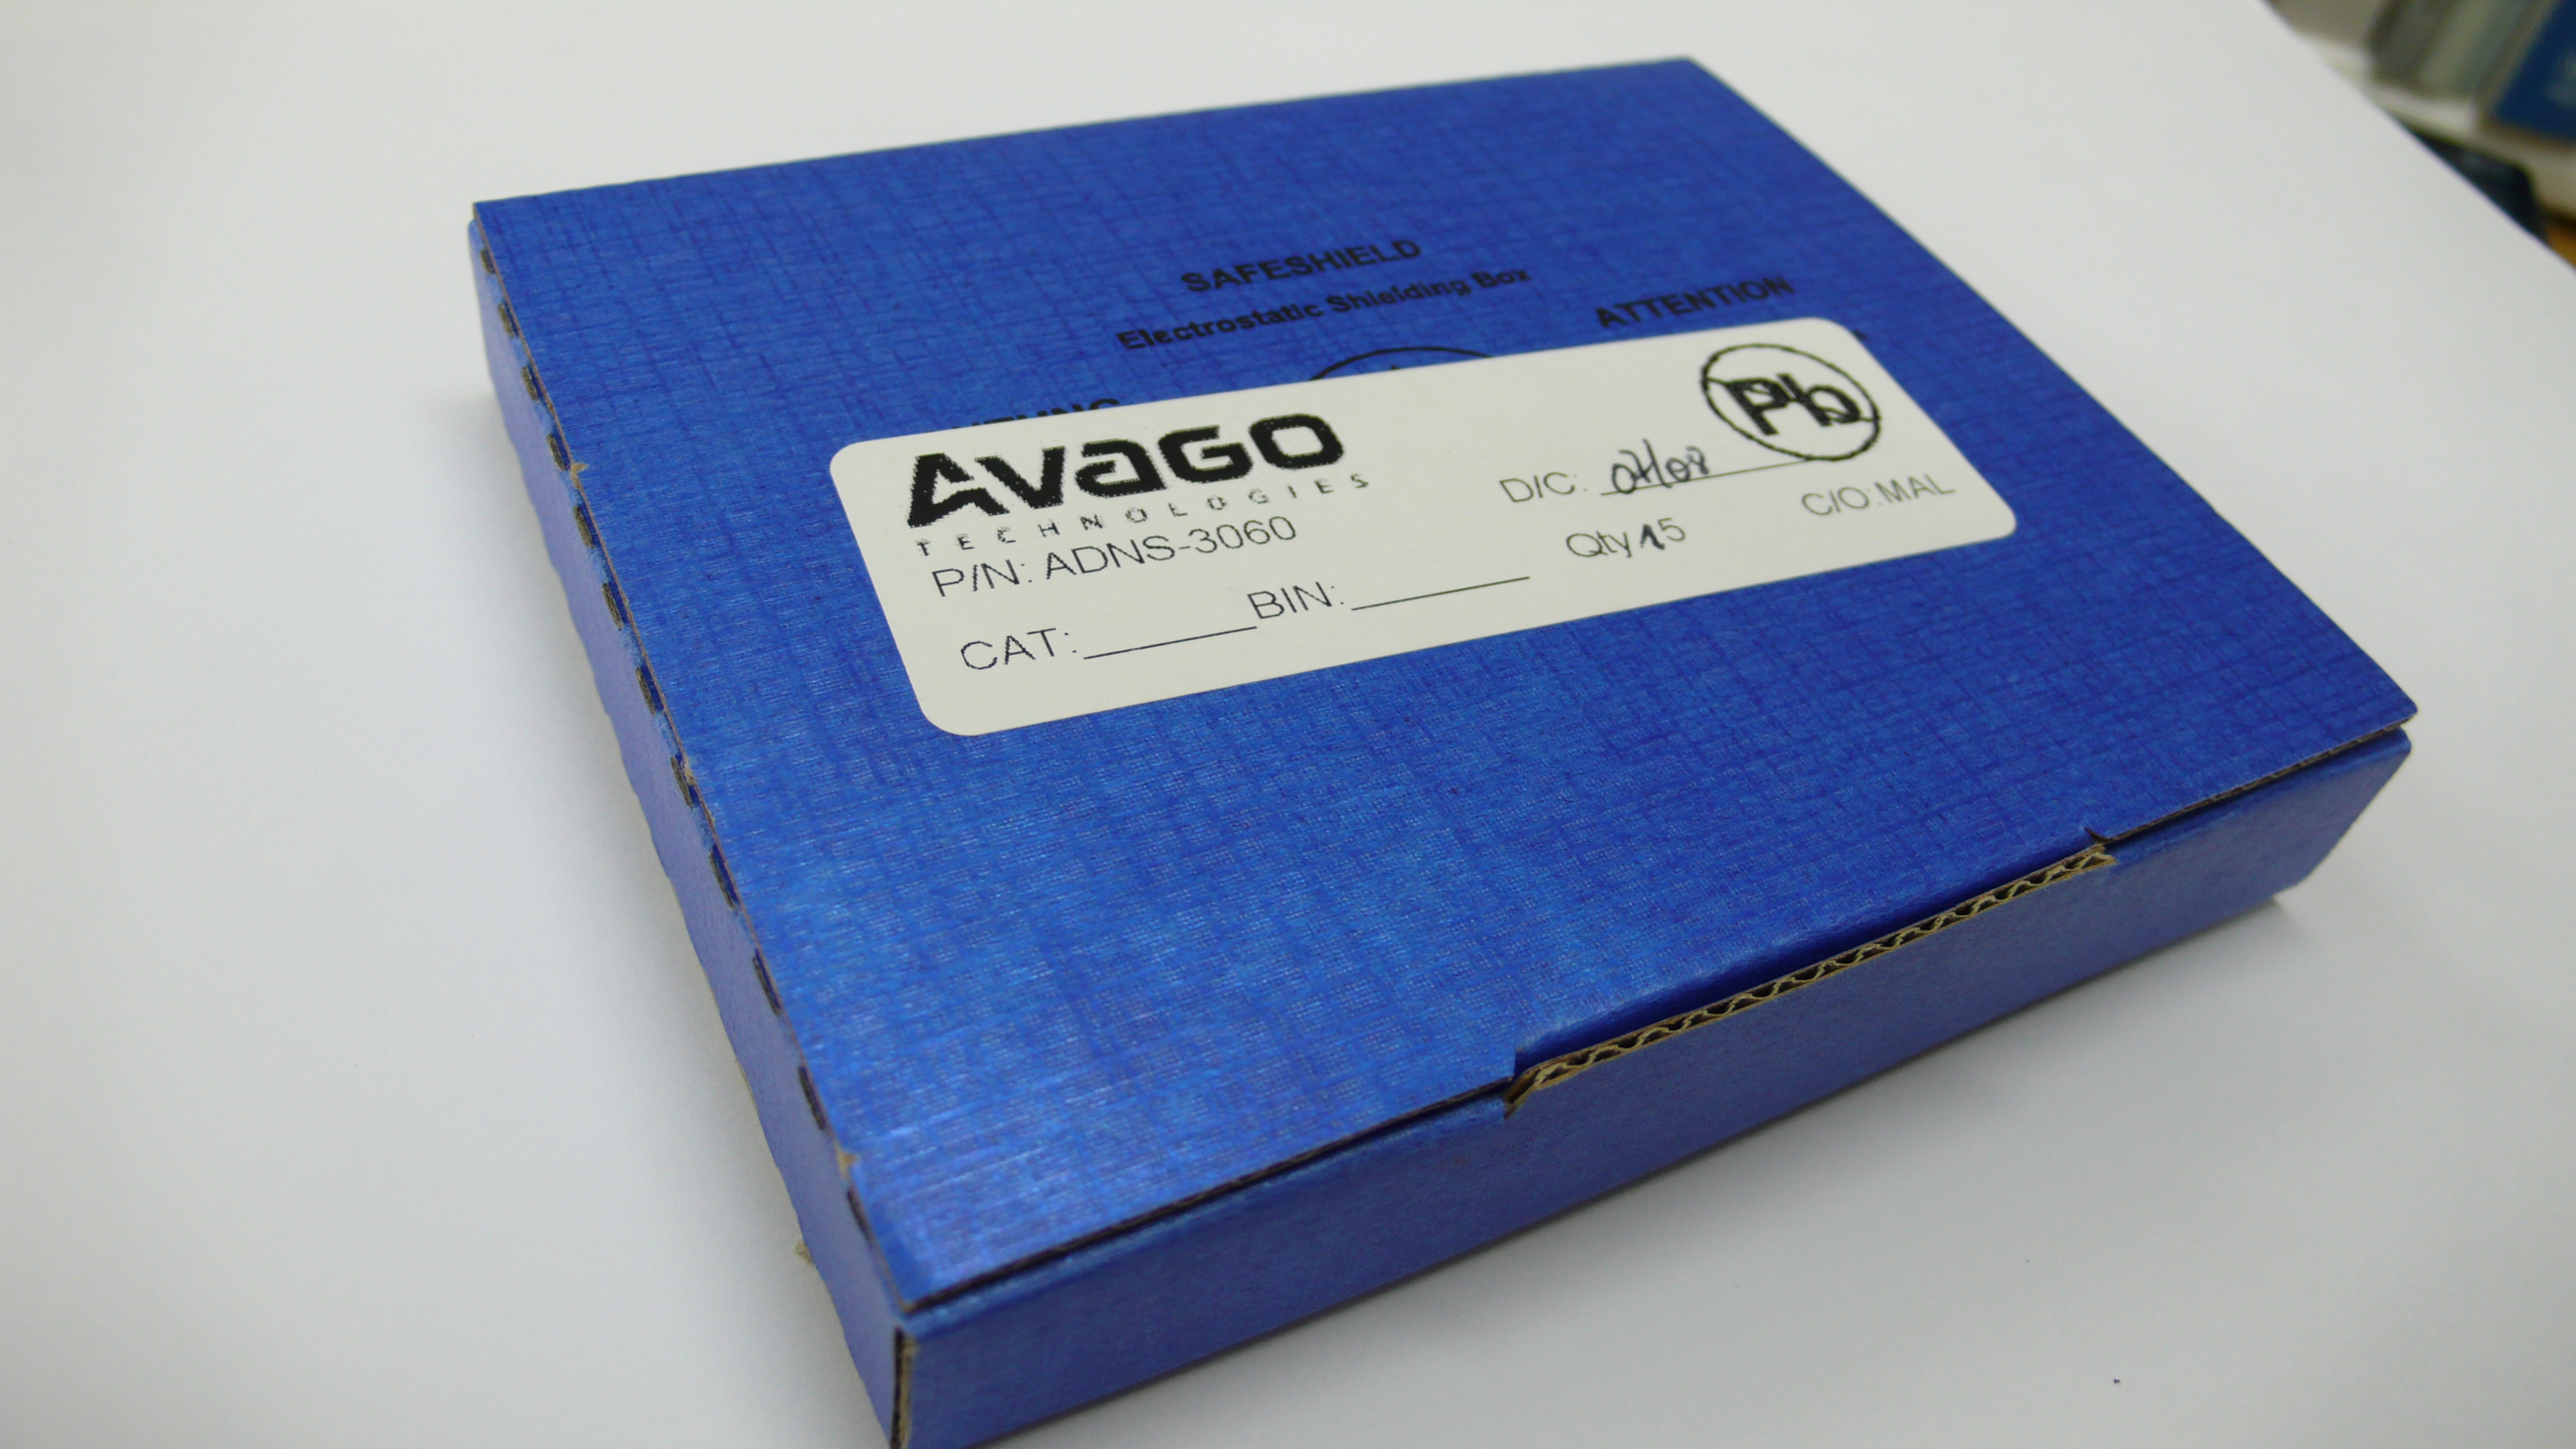 SAFESHIELD
Electrostatic Shielding Box
ATTENTION
AVAGO
TECHNOLOGIES
Pb
P/N: ADNS-3060
D/C:
Qty 15
C/O: MAL
CAT:
BIN: